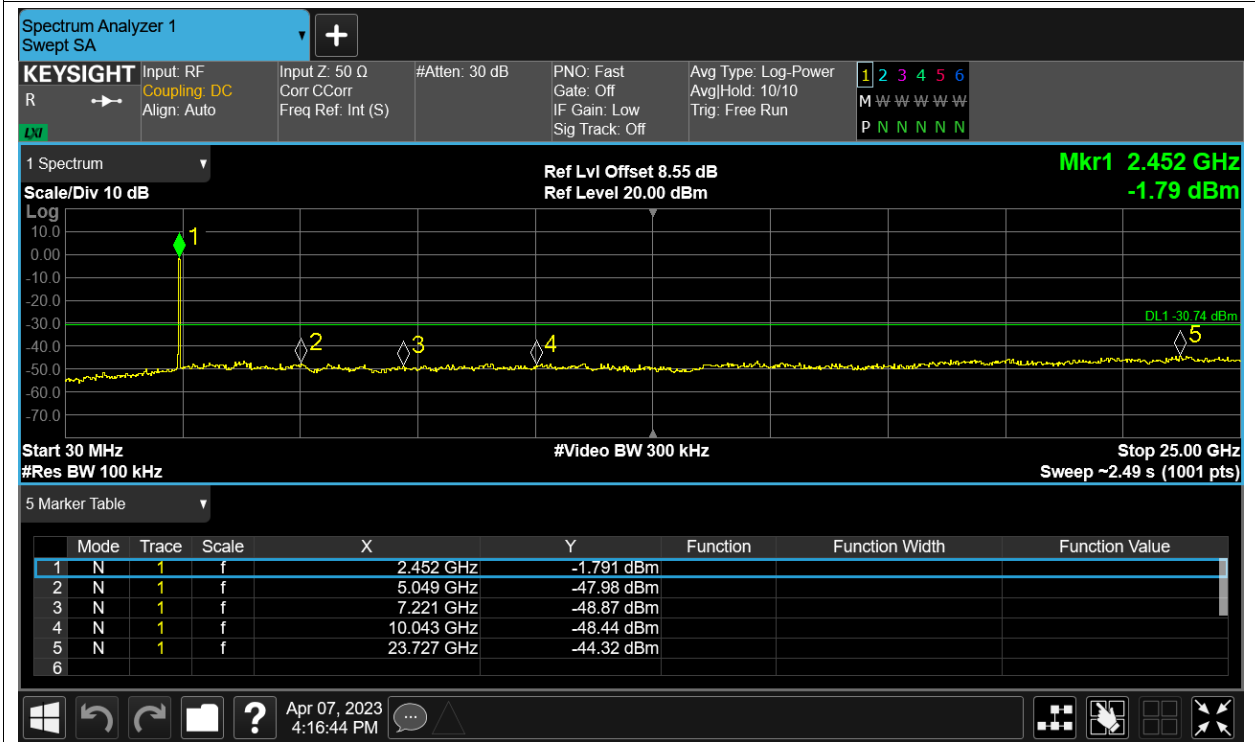 Spectrum Analyzer 1
Swept SA
KEYSIGHT
R
LXI
Input: RF
Coupling: DC
Align: Auto
Input Z: 50 Ω
Corr CCorr
Freq Ref: Int (S)
#Atten: 30 dB
PNO: Fast
Gate: Off
IF Gain: Low
Sig Track: Off
Avg Type: Log-Power
Avg|Hold: 10/10
Trig: Free Run
1 2 3 4 5 6
M W W W W W
P N N N N N
1 Spectrum
Scale/Div 10 dB
Ref Lvl Offset 8.55 dB
Ref Level 20.00 dBm
Mkr1 2.452 GHz
-1.79 dBm
Log
10.0
0.00
-10.0
-20.0
-30.0
-40.0
-50.0
-60.0
-70.0
1
2
3
4
5
DL1 -30.74 dBm
Start 30 MHz
#Video BW 300 kHz
Stop 25.00 GHz
#Res BW 100 kHz
Sweep ~2.49 s (1001 pts)
5 Marker Table
Mode Trace Scale X Y Function Function Width Function Value
1 N 1 f 2.452 GHz -1.791 dBm
2 N 1 f 5.049 GHz -47.98 dBm
3 N 1 f 7.221 GHz -48.87 dBm
4 N 1 f 10.043 GHz -48.44 dBm
5 N 1 f 23.727 GHz -44.32 dBm
6
?
Apr 07, 2023
4:16:44 PM